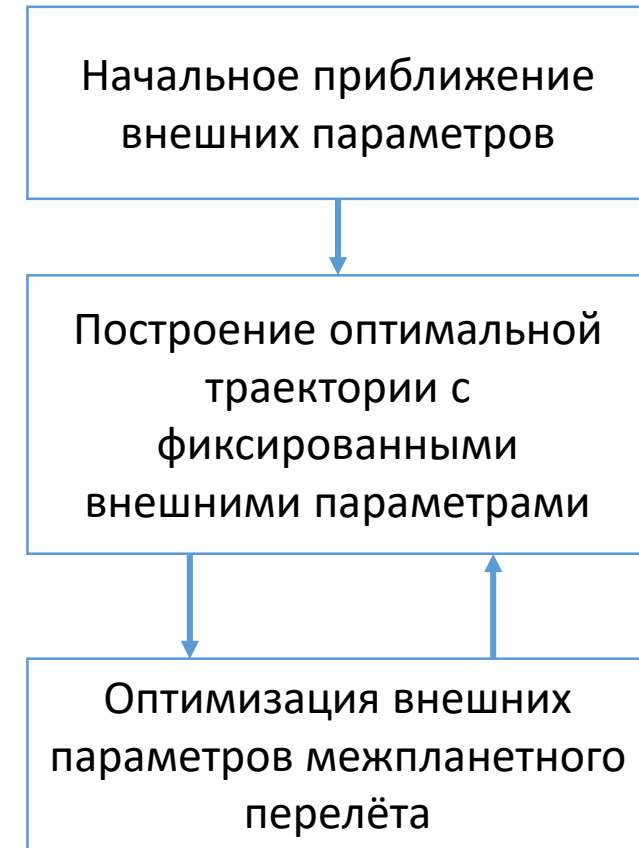 Начальное приближение
внешних параметров
Построение оптимальной
траектории с
фиксированными
внешними параметрами
Оптимизация внешних
параметров межпланетного
перелёта